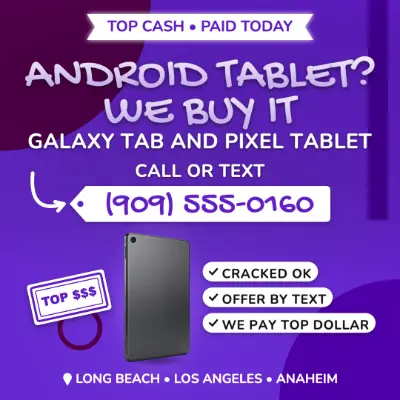 TOP CASH • PAID TODAY
ANDROID TABLET?
WE BUY IT
GALAXY TAB AND PIXEL TABLET
CALL OR TEXT
(909) 555-0160
TOP $$$
CRACKED OK
OFFER BY TEXT
WE PAY TOP DOLLAR
LONG BEACH • LOS ANGELES • ANAHEIM